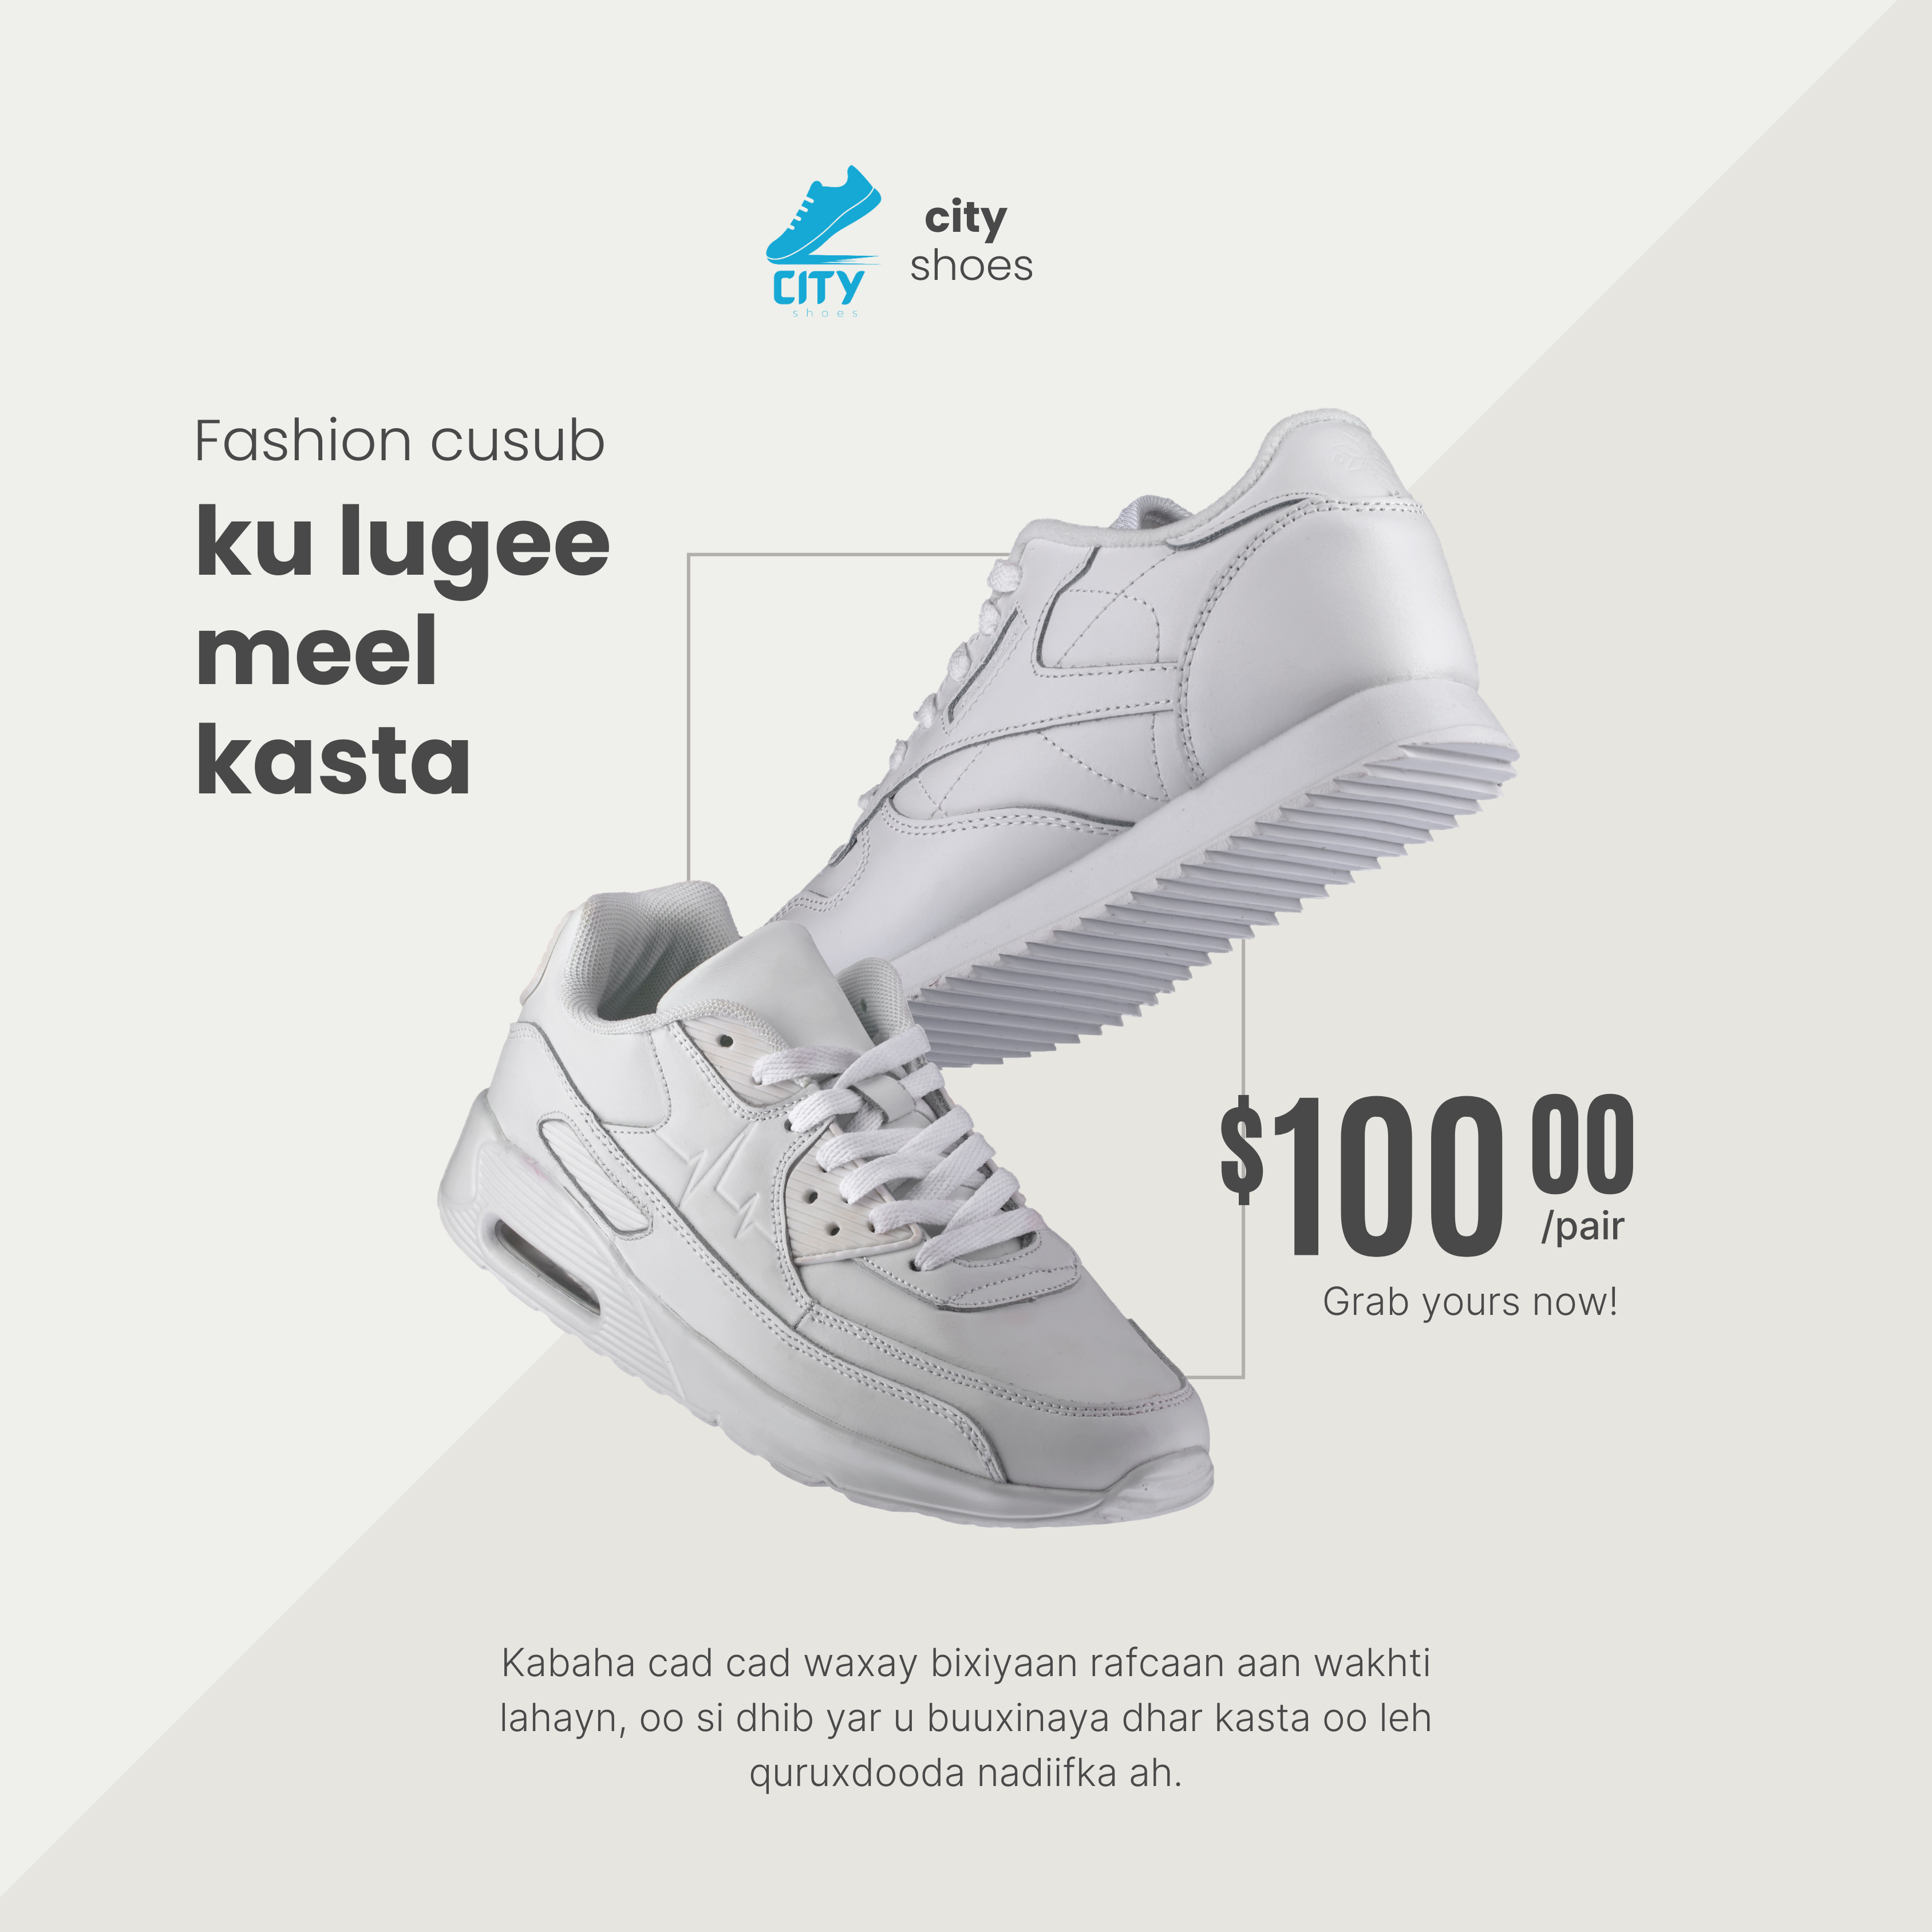 CITY
shoes
city
shoes
Fashion cusub
ku lugee
meel
kasta
$100 00
/pair
Grab yours now!
Kabaha cad cad waxay bixiyaan rafcaan aan wakhti
lahayn, oo si dhib yar u buuxinaya dhar kasta oo leh
quruxdooda nadiifka ah.